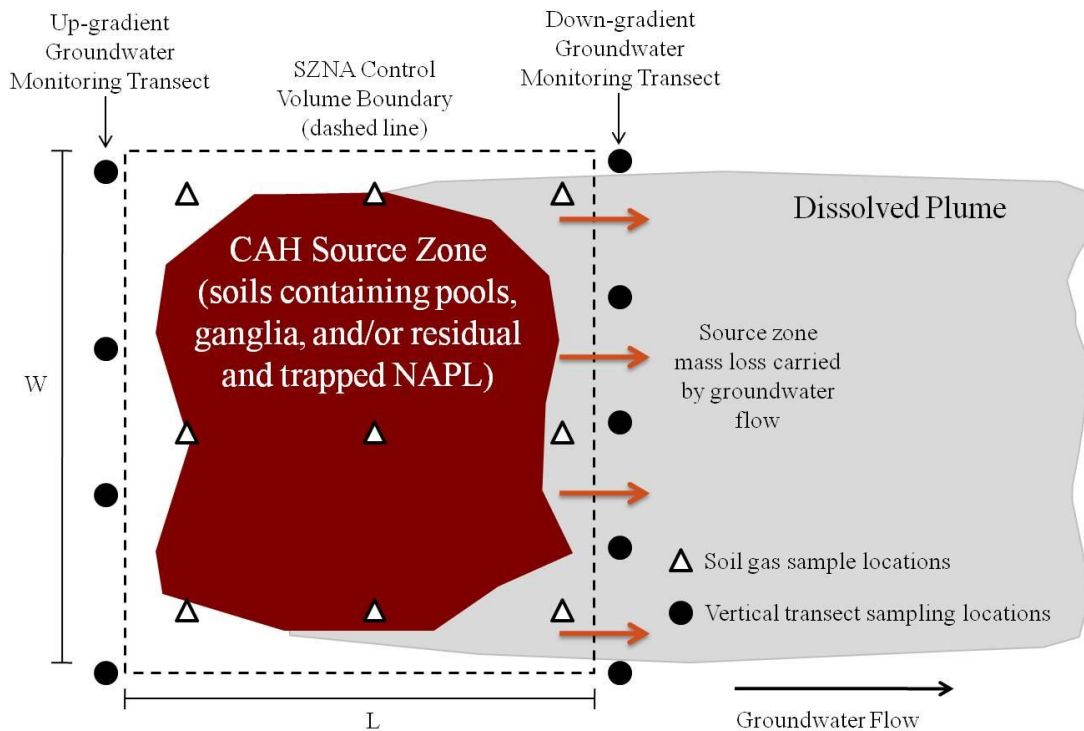 Up-gradient
Groundwater
Monitoring Transect
SZNA Control
Volume Boundary
(dashed line)
Down-gradient
Groundwater
Monitoring Transect
W
CAH Source Zone
(soils containing pools,
ganglia, and/or residual
and trapped NAPL)
Dissolved Plume
Source zone
mass loss carried
by groundwater
flow
Soil gas sample locations
Vertical transect sampling locations
L
Groundwater Flow